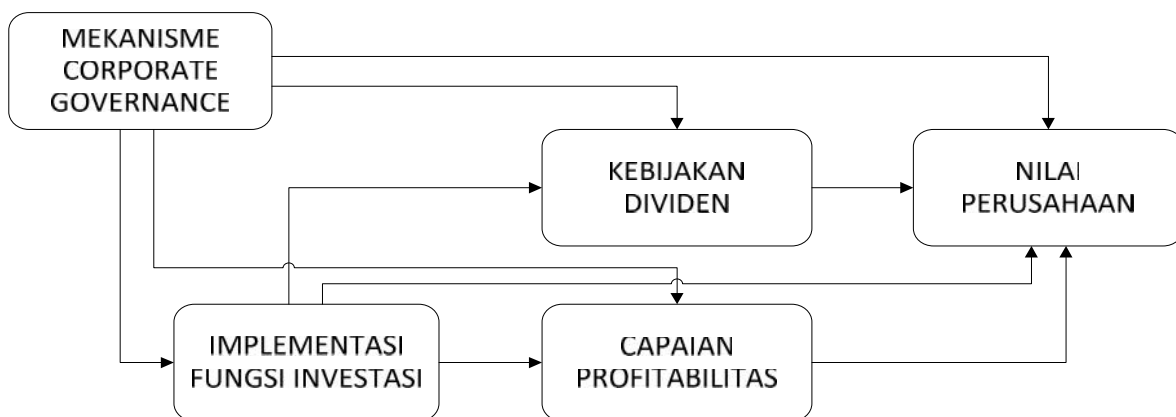 MEKANISME
CORPORATE
GOVERNANCE
KEBIJAKAN
DIVIDEN
NILAI
PERUSAHAAN
IMPLEMENTASI
FUNGSI INVESTASI
CAPAIAN
PROFITABILITAS